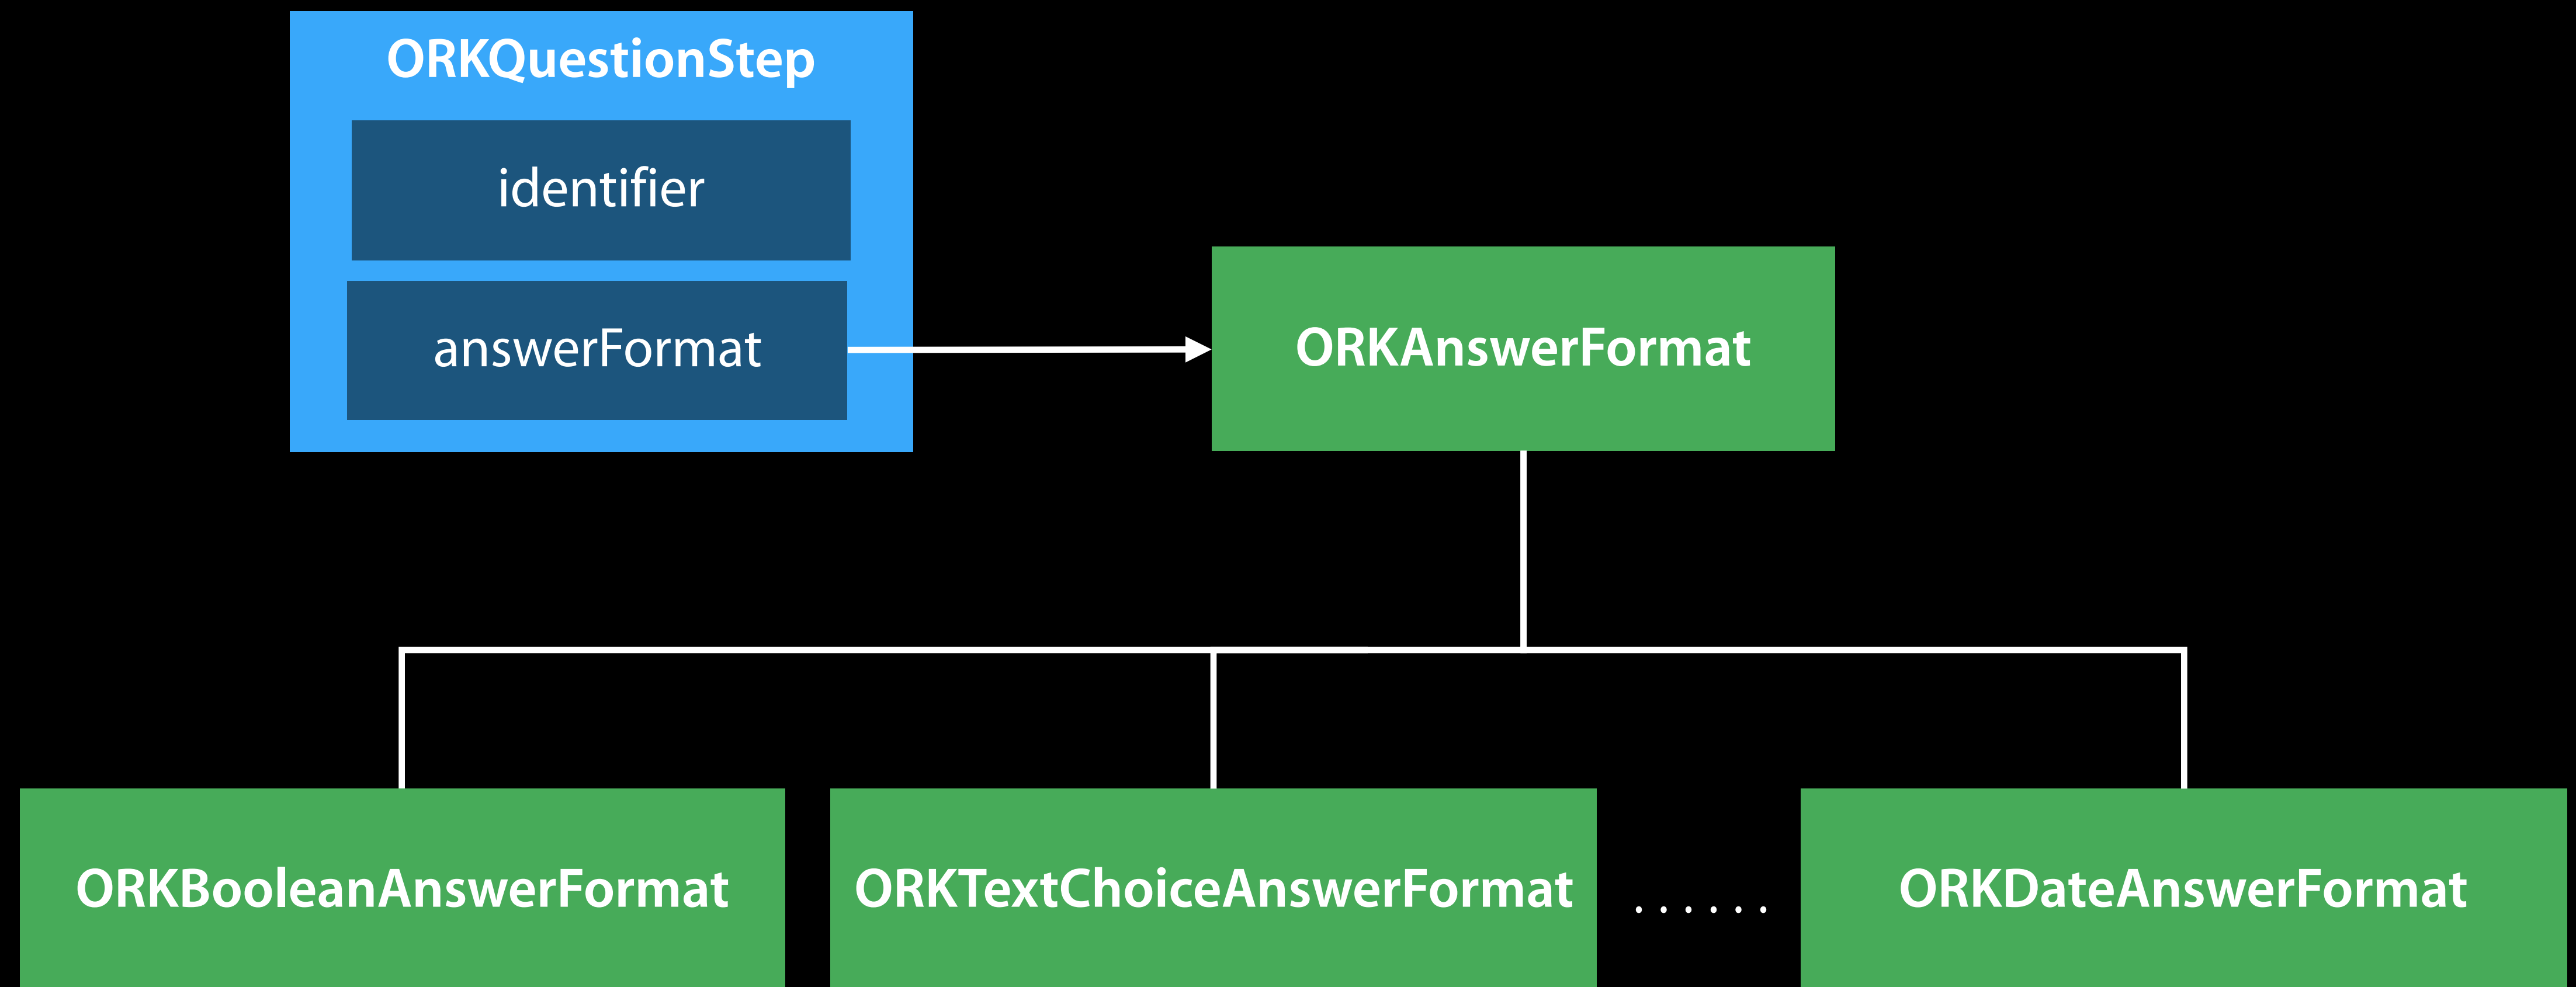 ORKQuestionStep
identifier
answerFormat
ORKAnswerFormat
ORKBooleanAnswerFormat
ORKTextChoiceAnswerFormat
......
ORKDateAnswerFormat